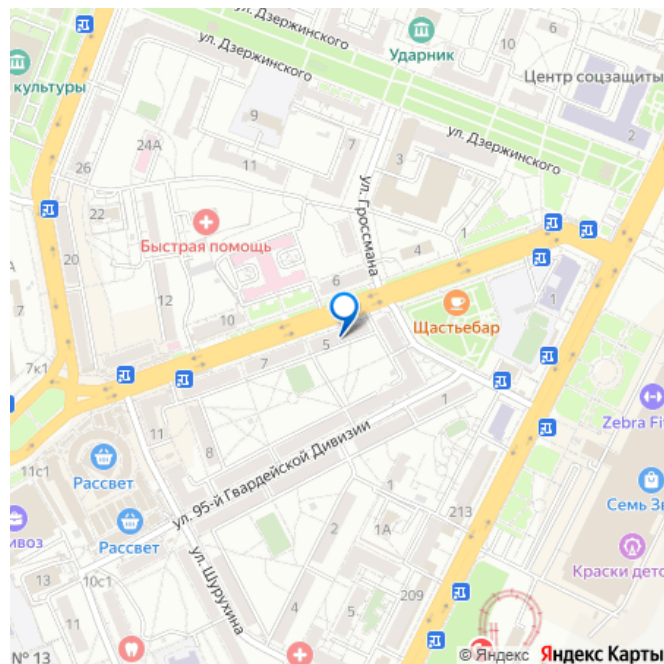 ул. Дзержинского
Ударник
10
6
Центр соцзащиты
культуры
ул. Дзержинского
9
2
24А
7
3
ул. Дзержинского
26
11
22
ул. Гроссмана
Быстрая помощь
1
4
20
6
12
1
10
Щастьебар
5
7к1
7
1
11
8
Zebra Fi
ул. 95-й Гвардейской Дивизии
11с1
Рассвет
1
213
Семь Зв
2
1А
ивоз
Рассвет
ул. Шурухина
5
Краски детс
13
10с1
209
№ 13
© Яндекс Яндекс Карты